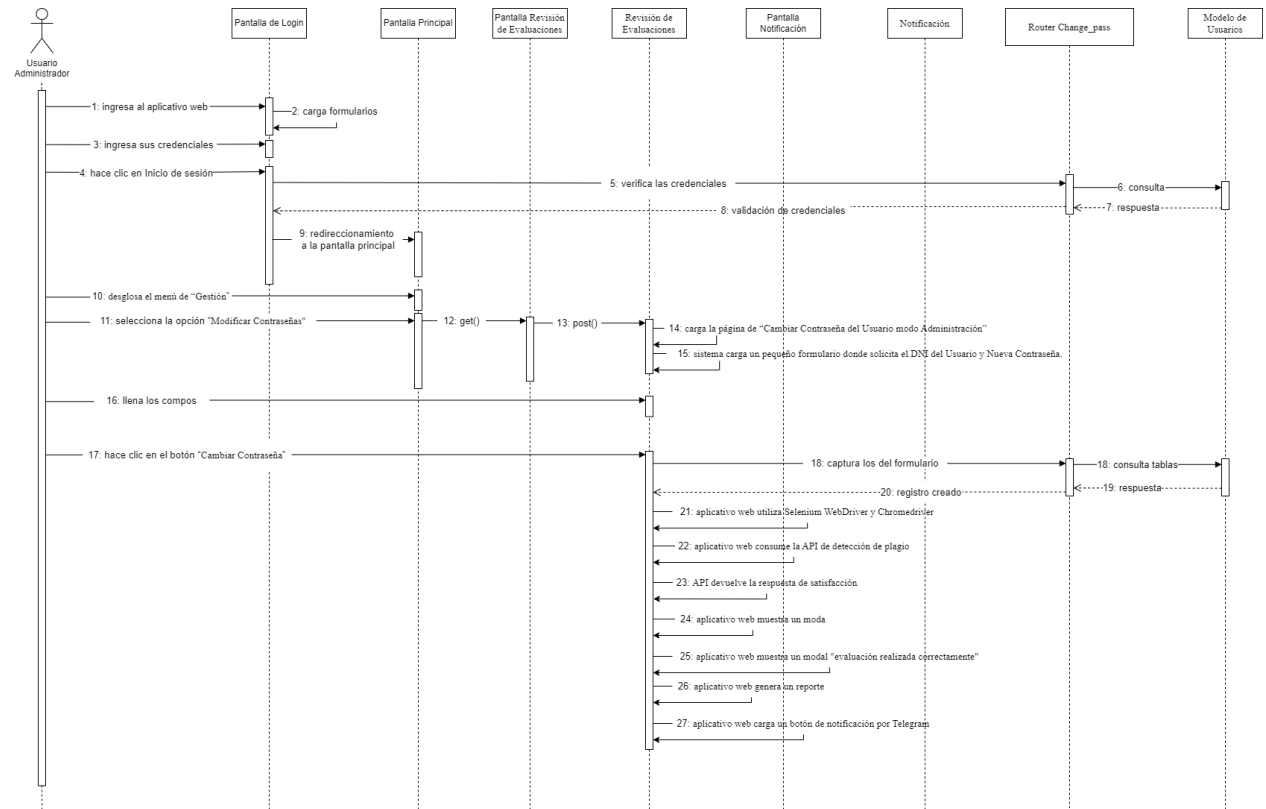 Pantalla de Login
Pantalla Principal
Pantalla Revisión
de Evaluaciones
Revisión de
Evaluaciones
Pantalla
Notificación
Notificación
Router Change_pass
Modelo de
Usuarios
Usuario
Administrador
1: ingresa al aplicativo web
2: carga formularios
3: ingresa sus credenciales
4: hace clic en Inicio de sesión
5: verifica las credenciales
6: consulta
7: respuesta
8: validación de credenciales
9: redireccionamiento
a la pantalla principal
10: desglosa el menú de “Gestión”
11: selecciona la opción "Modificar Contraseñas"
12: get()
13: post()
14: carga la página de “Cambiar Contraseña del Usuario modo Administración”
15: sistema carga un pequeño formulario donde solicita el DNI del Usuario y Nueva Contraseña.
16: llena los compos
17: hace clic en el botón “Cambiar Contraseña”
18: captura los del formulario
18: consulta tablas
19: respuesta
20: registro creado
21: aplicativo web utiliza Selenium WebDriver y Chromedriver
22: aplicativo web consume la API de detección de plagio
23: API devuelve la respuesta de satisfacción
24: aplicativo web muestra un moda
25: aplicativo web muestra un modal "evaluación realizada correctamente"
26: aplicativo web genera un reporte
27: aplicativo web carga un botón de notificación por Telegram